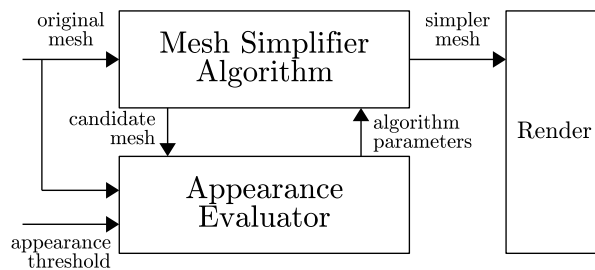 original
mesh
Mesh Simplifier
Algorithm
simpler
mesh
candidate
mesh
algorithm
parameters
Render
Appearance
Evaluator
appearance
threshold